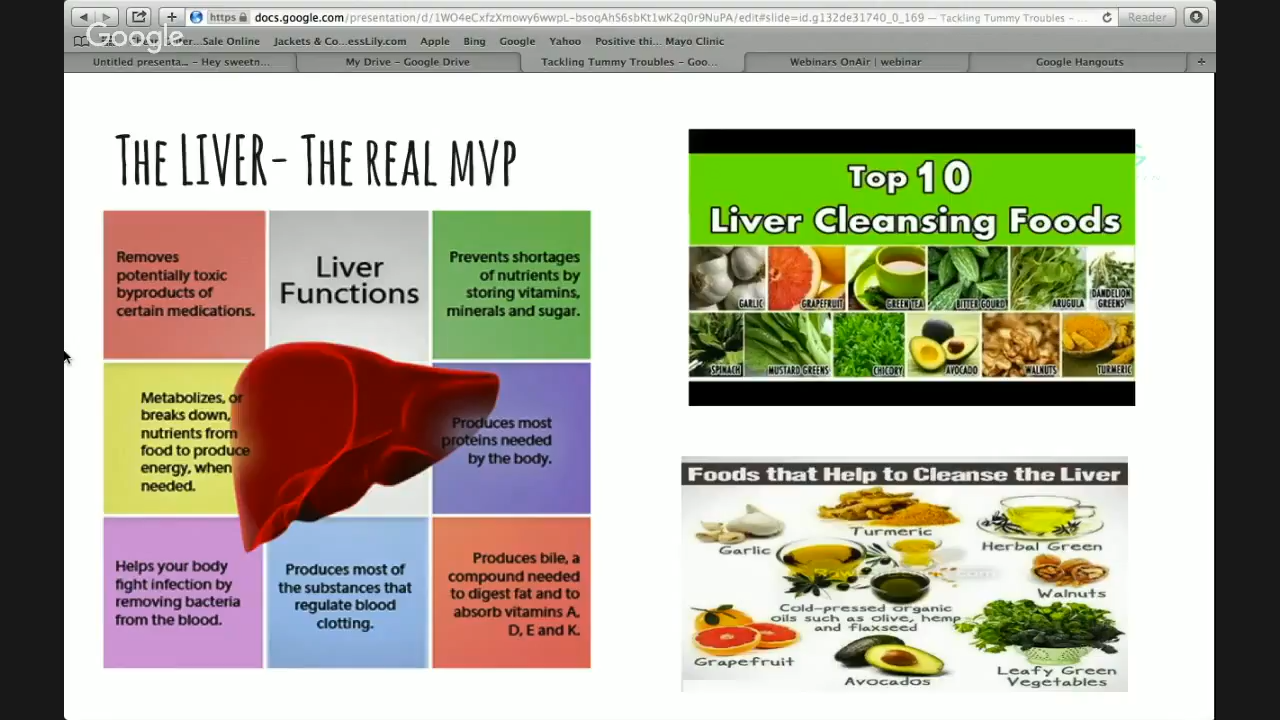 https docs.google.com/presentation/d/1WO4eCxfzXmowy6wwpL-bsoqAhS6sbKt1wK2q0r9NuPA/edit#slide=id.g132de31740_0_169 — Tackling Tummy Troubles – ...
Reader
Google
Sale Online Jackets & Co...essLily.com Apple Bing Google Yahoo Positive thi... Mayo Clinic
Untitled presenta... – Hey sweetn... My Drive – Google Drive Tackling Tummy Troubles – Goo... Webinars OnAir | webinar Google Hangouts
The LIVER- The real MVP
Removes
potentially toxic
byproducts of
certain medications.
Liver
Functions
Prevents shortages
of nutrients by
storing vitamins,
minerals and sugar.
Metabolizes, or
breaks down,
nutrients from
food to produce
energy, when
needed.
Produces most
proteins needed
by the body.
Helps your body
fight infection by
removing bacteria
from the blood.
Produces most of
the substances that
regulate blood
clotting.
Produces bile, a
compound needed
to digest fat and to
absorb vitamins A,
D, E and K.
Top 10
Liver Cleansing Foods
GARLIC GRAPEFRUIT GREEN TEA BITTER GOURD ARUGULA DANDELION
GREENS
SPINACH MUSTARD GREENS CHICORY AVOCADO WALNUTS TURMERIC
Foods that Help to Cleanse the Liver
Garlic
Turmeric
Herbal Green
Walnuts
Cold-pressed organic
oils such as olive, hemp
and flaxseed
Grapefruit
Avocados
Leafy Green
Vegetables